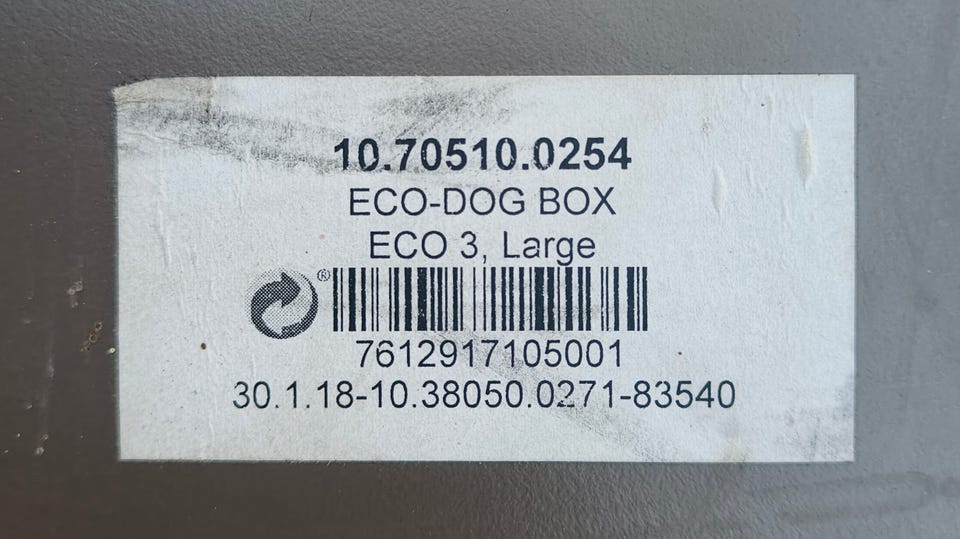 10.70510.0254
ECO-DOG BOX
ECO 3, Large
®
7612917105001
30.1.18-10.38050.0271-83540